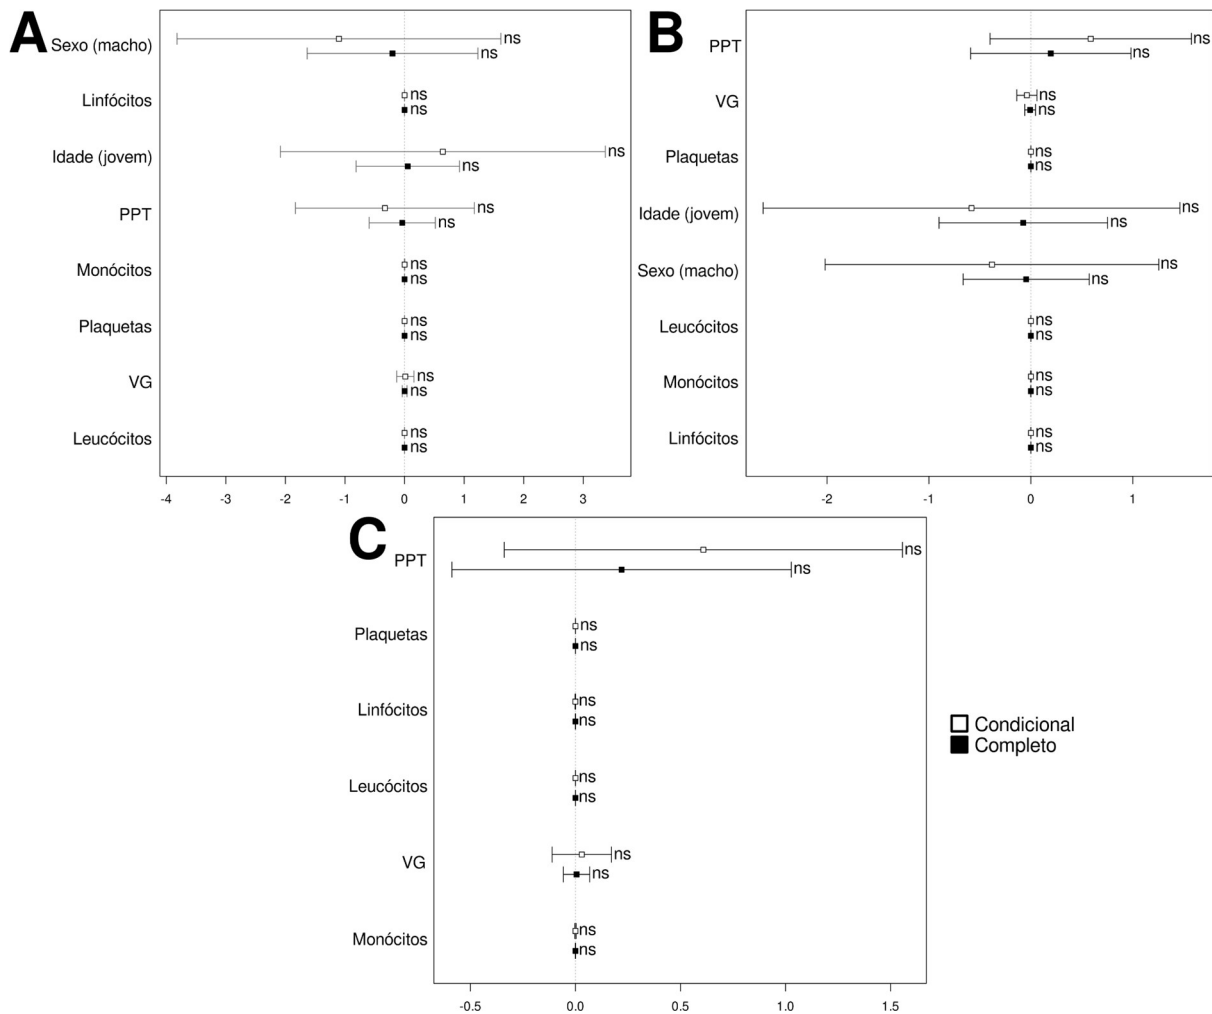 A
Sexo (macho)
ns
ns
Linfócitos
ns
ns
Idade (jovem)
ns
ns
PPT
ns
ns
Monócitos
ns
ns
Plaquetas
ns
ns
VG
ns
ns
Leucócitos
ns
ns
-4 -3 -2 -1 0 1 2 3
B
PPT
ns
ns
VG
ns
ns
Plaquetas
ns
ns
Idade (jovem)
ns
ns
Sexo (macho)
ns
ns
Leucócitos
ns
ns
Monócitos
ns
ns
Linfócitos
ns
ns
-2 -1 0 1
C
PPT
ns
ns
Plaquetas
ns
ns
Linfócitos
ns
ns
Leucócitos
ns
ns
VG
ns
ns
Monócitos
ns
ns
-0.5 0.0 0.5 1.0 1.5
Condicional
Completo